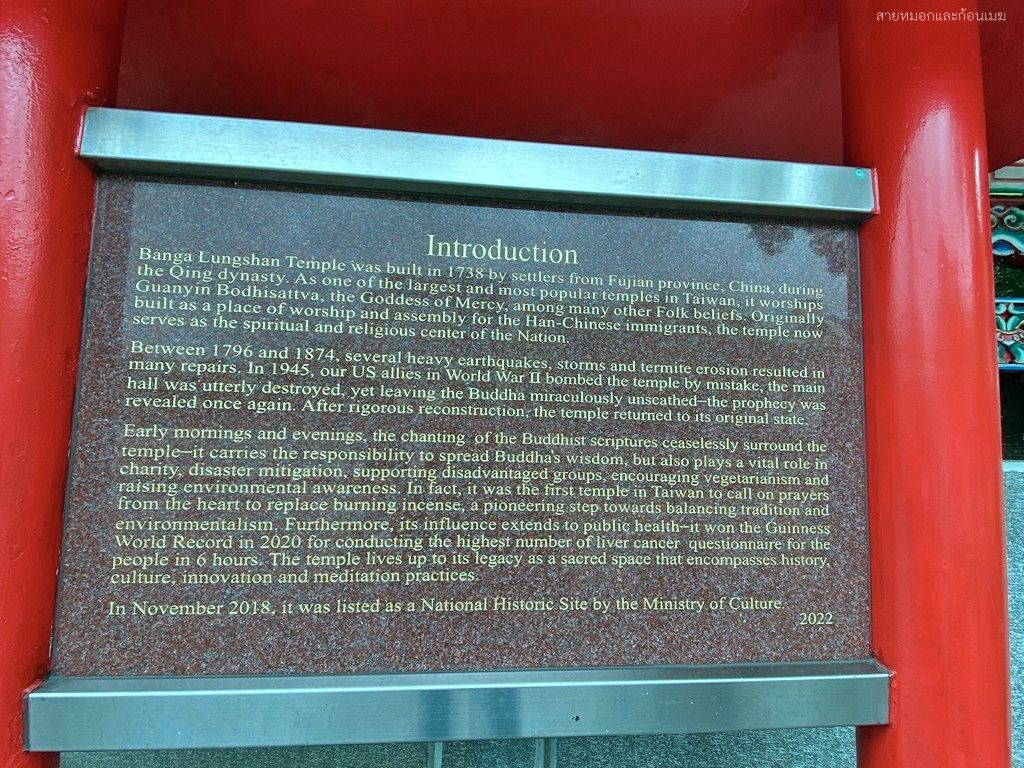 สายหมอกและก้อนเมฆ
Introduction
Banga Lungshan Temple was built in 1738 by settlers from Fujian province, China, during
the Qing dynasty. As one of the largest and most popular temples in Taiwan, it worships
Guanyin Bodhisattva, the Goddess of Mercy, among many other Folk beliefs. Originally
built as a place of worship and assembly for the Han-Chinese immigrants, the temple now
serves as the spiritual and religious center of the Nation.
Between 1796 and 1874, several heavy earthquakes, storms and termite erosion resulted in
many repairs. In 1945, our US allies in World War II bombed the temple by mistake, the main
hall was utterly destroyed, yet leaving the Buddha miraculously unscathed–the prophecy was
revealed once again. After rigorous reconstruction, the temple returned to its original state.
Early mornings and evenings, the chanting of the Buddhist scriptures ceaselessly surround the
temple–it carries the responsibility to spread Buddha's wisdom, but also plays a vital role in
charity, disaster mitigation, supporting disadvantaged groups, encouraging vegetarianism and
raising environmental awareness. In fact, it was the first temple in Taiwan to call on prayers
from the heart to replace burning incense, a pioneering step towards balancing tradition and
environmentalism. Furthermore, its influence extends to public health–it won the Guinness
World Record in 2020 for conducting the highest number of liver cancer questionnaire for the
people in 6 hours. The temple lives up to its legacy as a sacred space that encompasses history,
culture, innovation and meditation practices.
In November 2018, it was listed as a National Historic Site by the Ministry of Culture.
2022